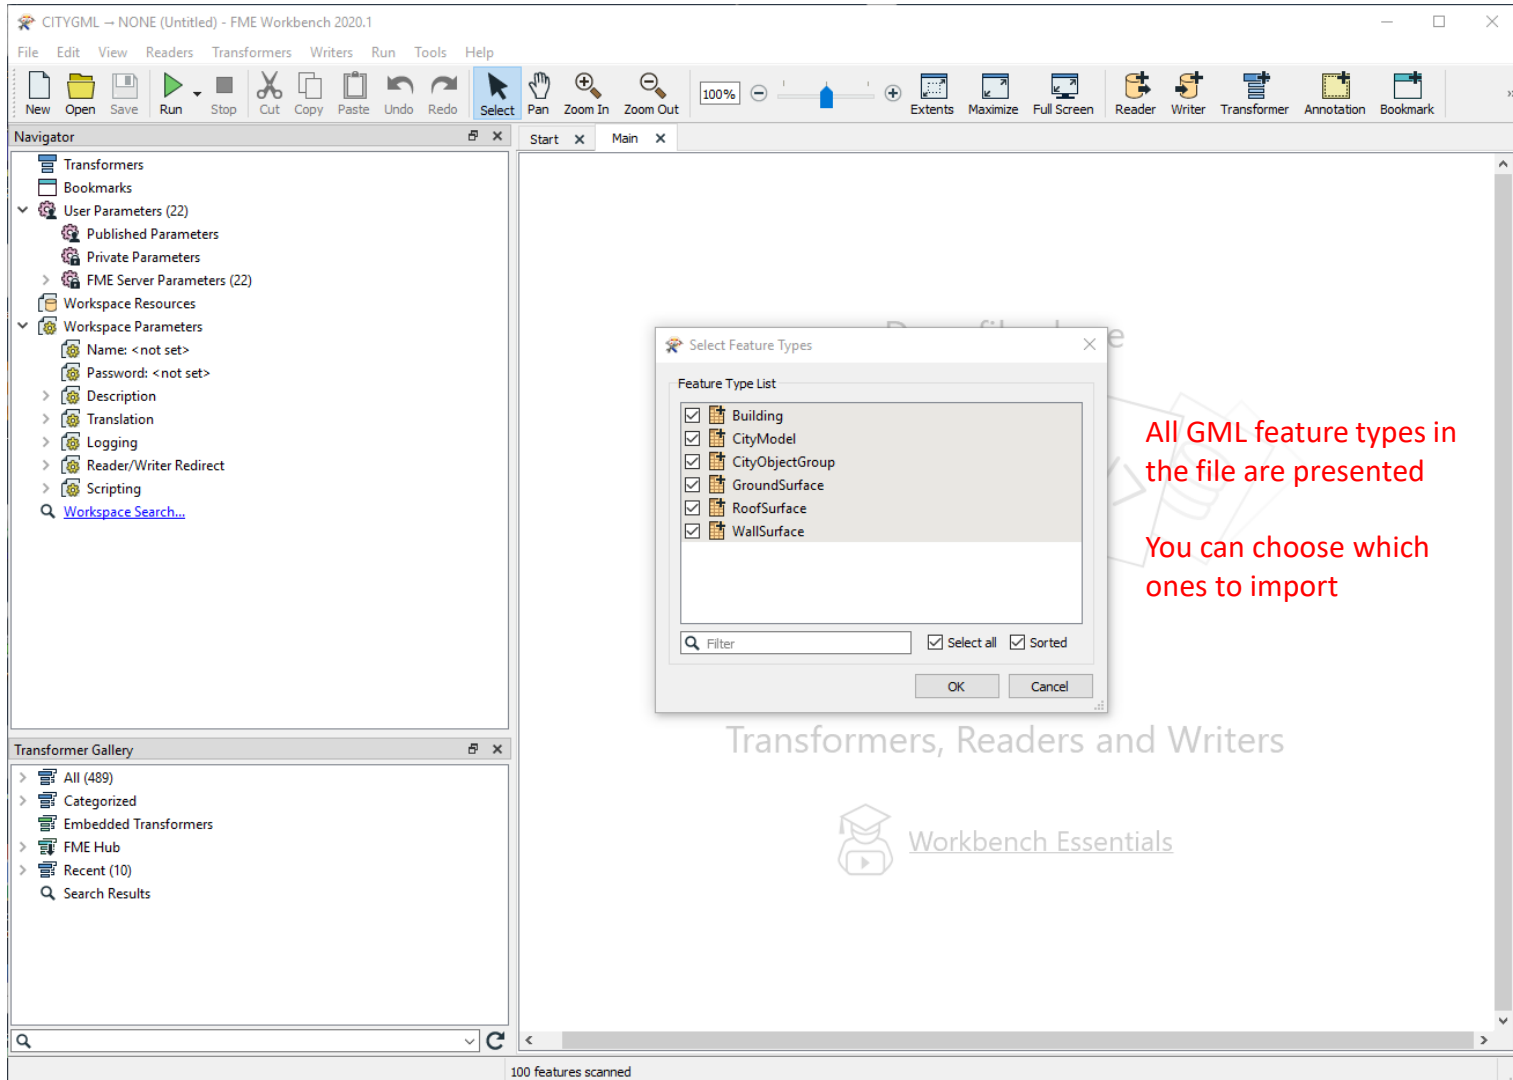 CITYGML → NONE (Untitled) - FME Workbench 2020.1
File Edit View Readers Transformers Writers Run Tools Help
New Open Save Run Stop Cut Copy Paste Undo Redo Select Pan Zoom In Zoom Out 100% Extents Maximize Full Screen Reader Writer Transformer Annotation Bookmark
Navigator
Start Main
Transformers
Bookmarks
User Parameters (22)
Published Parameters
Private Parameters
FME Server Parameters (22)
Workspace Resources
Workspace Parameters
Name: <not set>
Password: <not set>
Description
Translation
Logging
Reader/Writer Redirect
Scripting
Workspace Search...
Select Feature Types
Feature Type List
Building
CityModel
CityObjectGroup
GroundSurface
RoofSurface
WallSurface
Filter
Select all Sorted
OK Cancel
All GML feature types in
the file are presented
You can choose which
ones to import
Transformers, Readers and Writers
Workbench Essentials
Transformer Gallery
All (489)
Categorized
Embedded Transformers
FME Hub
Recent (10)
Search Results
100 features scanned